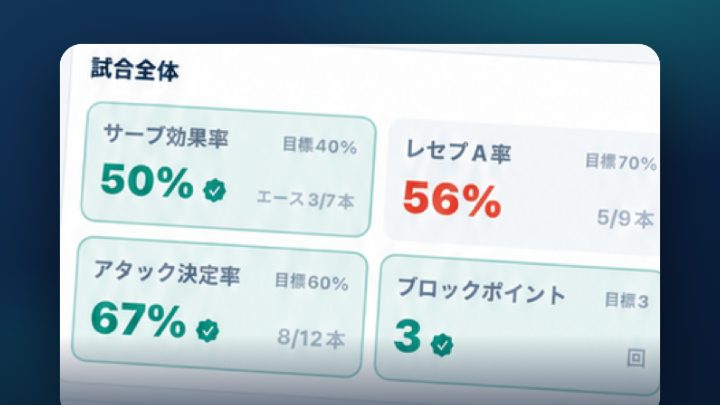 試合全体
サーブ効果率 目標40%
50% エース3/7本
レセプA率 目標70%
56% 5/9本
アタック決定率 目標60%
67% 8/12本
ブロックポイント 目標3
3 回